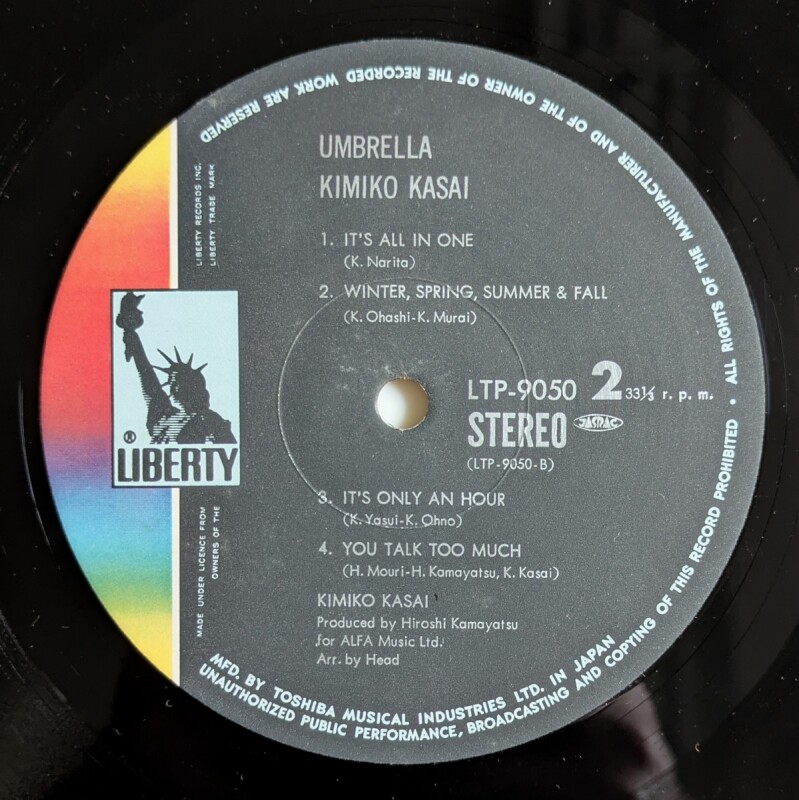 UMBRELLA
KIMIKO KASAI
1. IT'S ALL IN ONE
(K. Narita)
2. WINTER, SPRING, SUMMER & FALL
(K. Ohashi-K. Murai)
LTP-9050 2 33⅓ r. p. m.
STEREO JASRAC
(LTP-9050-B)
3. IT'S ONLY AN HOUR
(K. Yasui-K. Ohno)
4. YOU TALK TOO MUCH
(H. Mouri-H. Kamayatsu, K. Kasai)
KIMIKO KASAI
Produced by Hiroshi Kamayatsu
for ALFA Music Ltd.
Arr. by Head
LIBERTY RECORDS INC.
LIBERTY TRADE MARK
®
LIBERTY
MADE UNDER LICENCE FROM
OWNERS OF THE
MFD. BY TOSHIBA MUSICAL INDUSTRIES LTD. IN JAPAN
UNAUTHORIZED PUBLIC PERFORMANCE, BROADCASTING AND COPYING OF THIS RECORD PROHIBITED • ALL RIGHTS OF THE MANUFACTURER AND OF THE OWNER OF THE RECORDED WORK ARE RESERVED